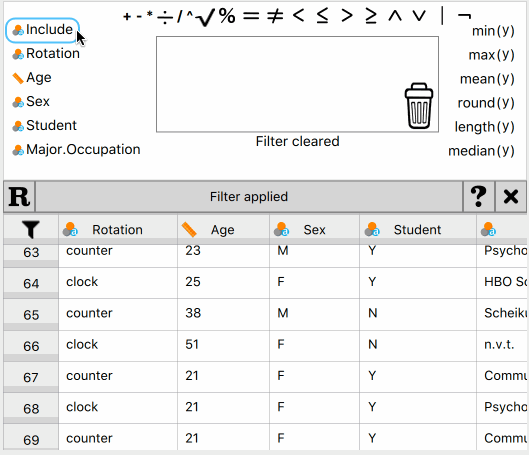 + - * ÷ / ^ √ % = ≠ < ≤ > ≥ ∧ ∨ | ¬
Include
Rotation
Age
Sex
Student
Major.Occupation
min(y)
max(y)
mean(y)
round(y)
length(y)
median(y)
Filter cleared
R Filter applied ? ×
Rotation Age Sex Student
63 counter 23 M Y Psycho
64 clock 25 F Y HBO So
65 counter 38 M N Scheik
66 clock 51 F N n.v.t.
67 counter 21 F Y Commu
68 clock 21 F Y Psycho
69 counter 21 F Y Commu